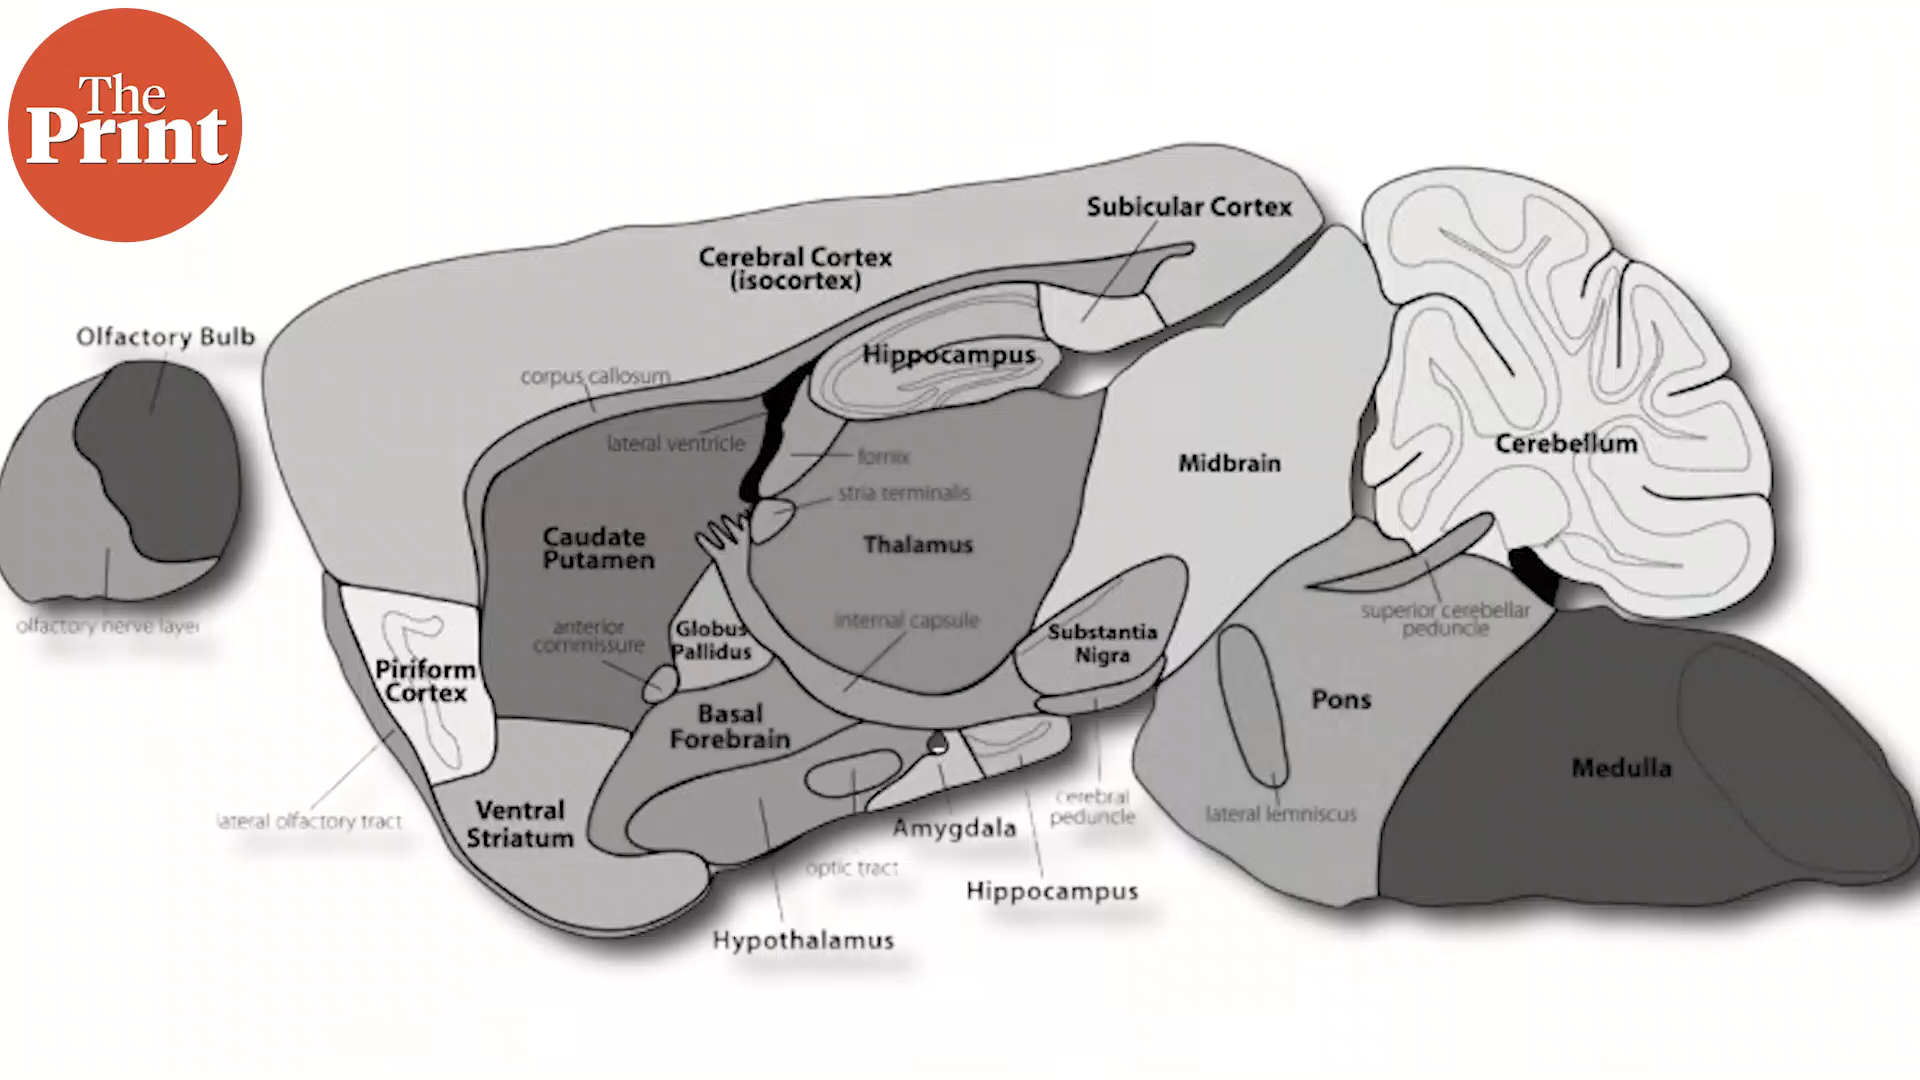 The
Print
Subicular Cortex
Cerebral Cortex
(isocortex)
Olfactory Bulb
Hippocampus
corpus callosum
lateral ventricle
fornix
Cerebellum
Midbrain
stria terminalis
Caudate
Putamen
Thalamus
internal capsule
superior cerebellar
peduncle
olfactory nerve layer
anterior
commissure
Globus
Pallidus
Substantia
Nigra
Piriform
Cortex
Pons
Basal
Forebrain
Medulla
lateral olfactory tract
Ventral
Striatum
cerebral
peduncle
lateral lemniscus
Amygdala
optic tract
Hippocampus
Hypothalamus